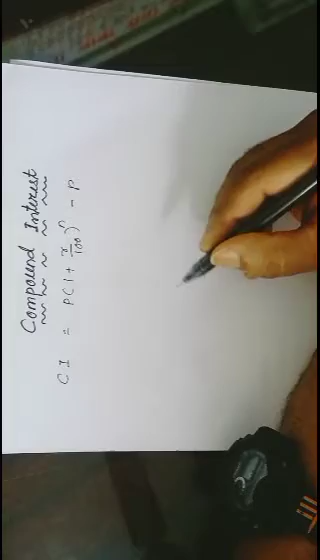 Compound Interest
CI = P(1 + r/100)^n - P